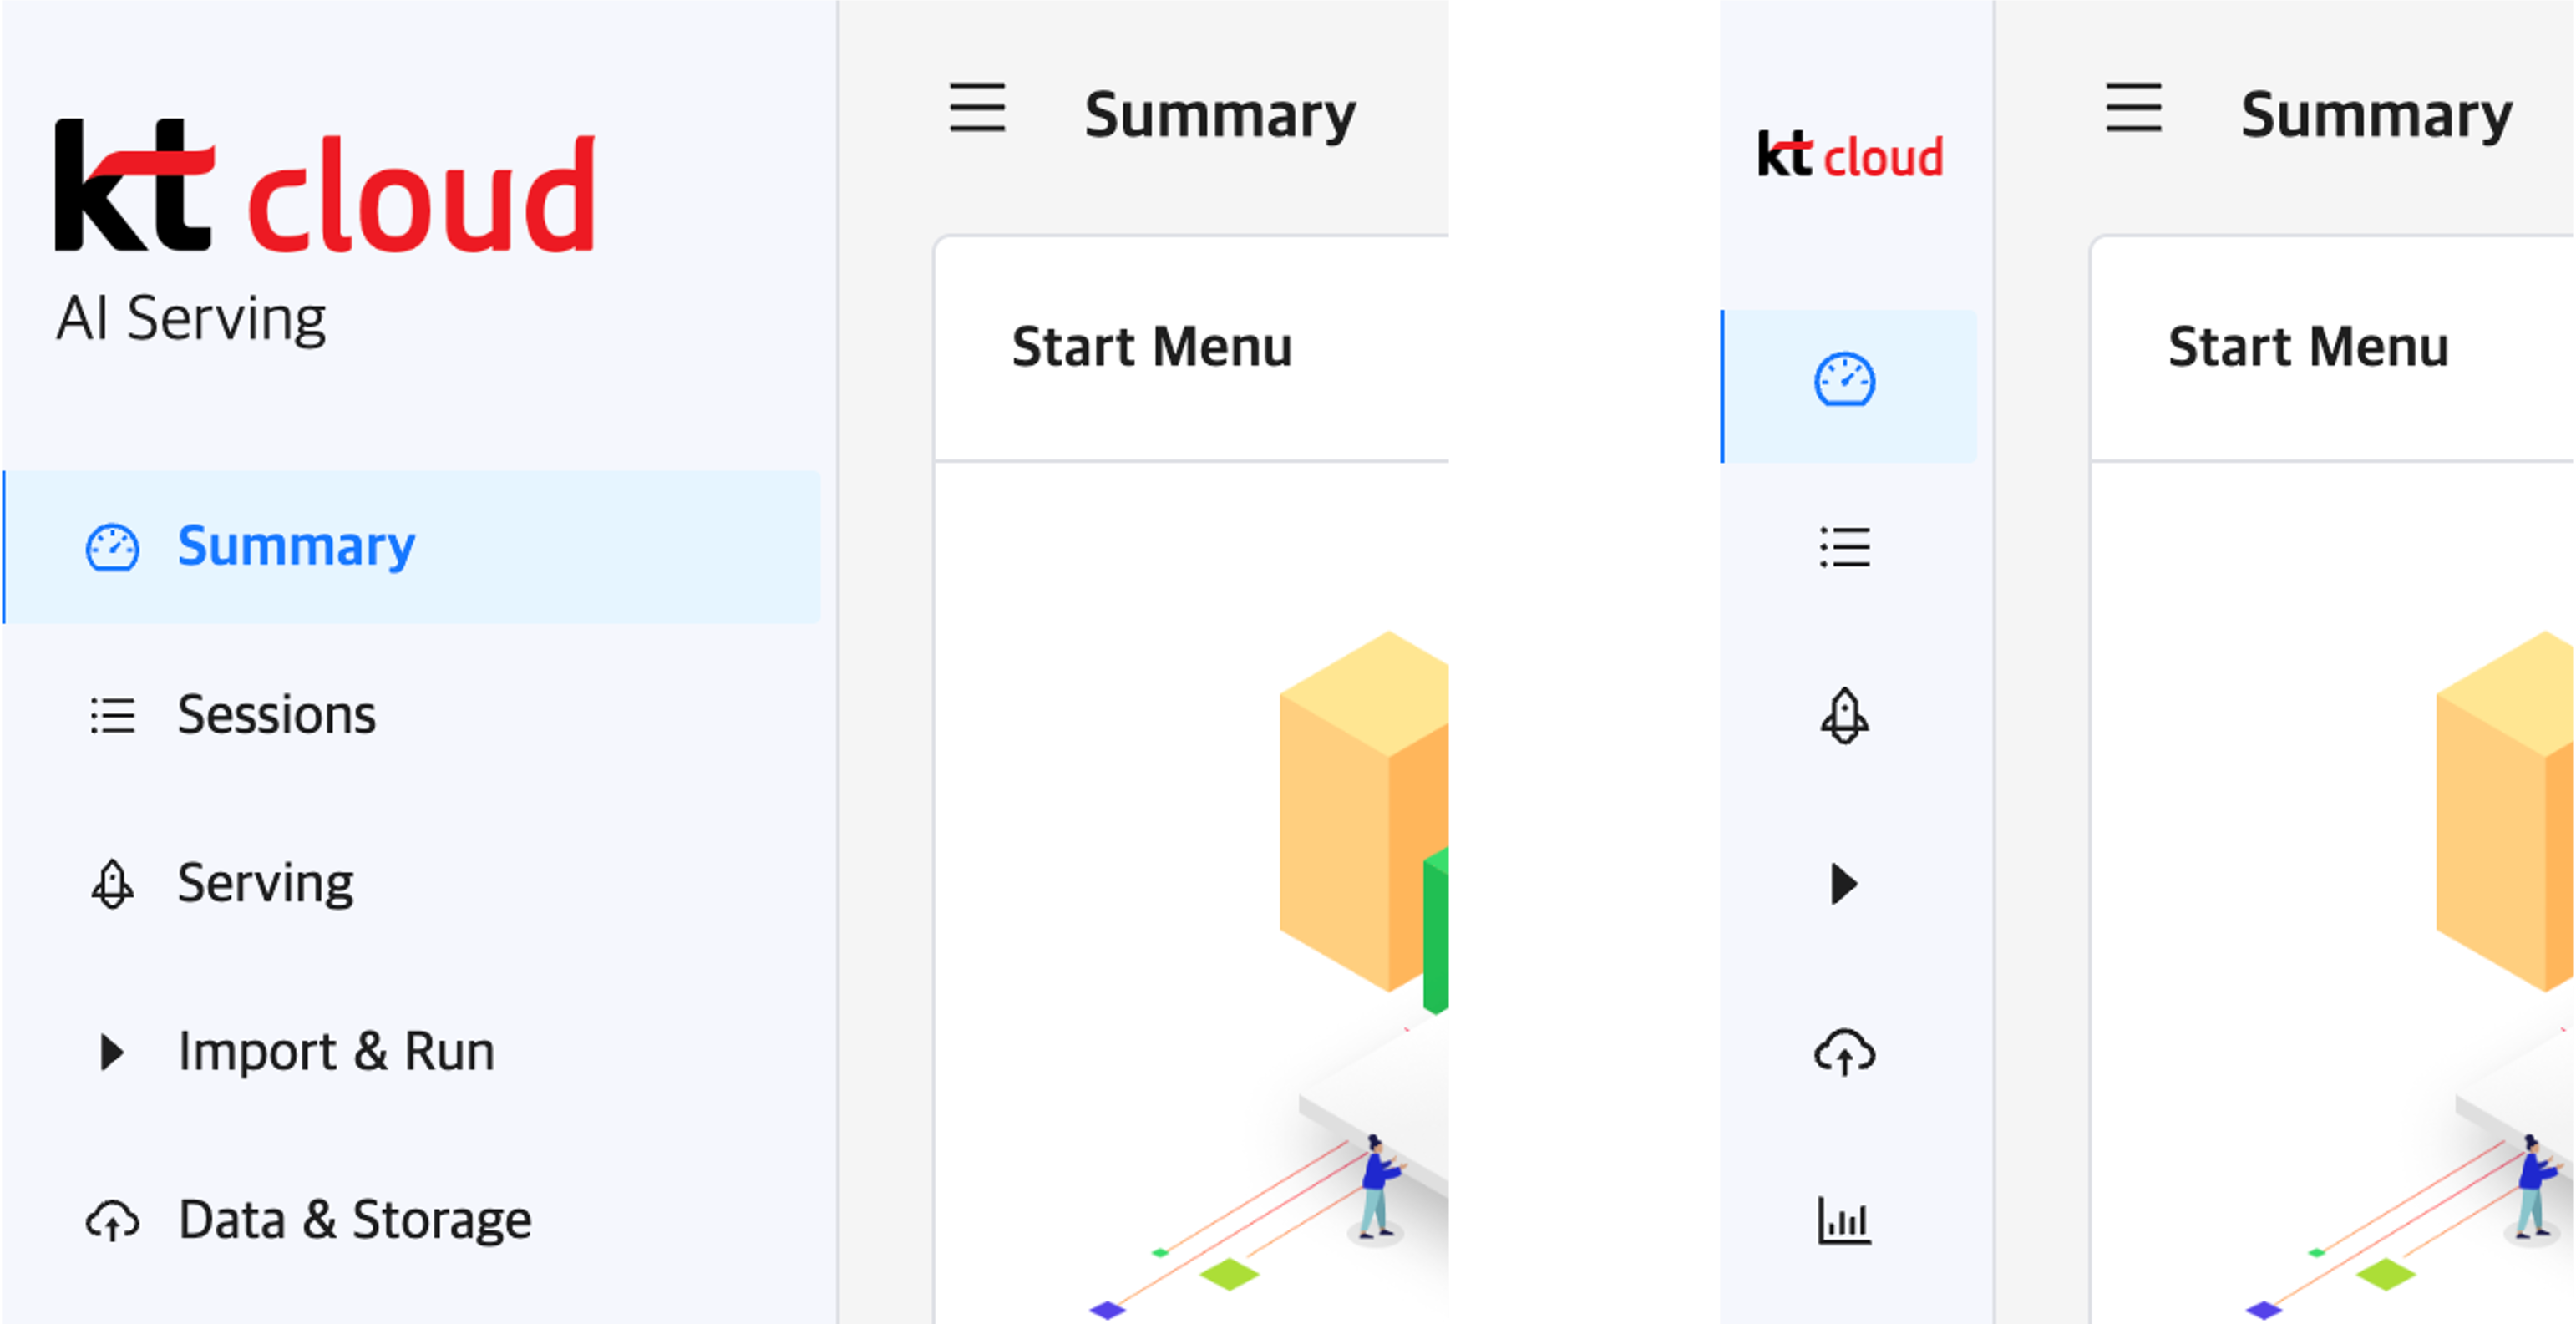 kt cloud
AI Serving
Summary
Sessions
Serving
Import & Run
Data & Storage
Summary
Start Menu
kt cloud
Summary
Start Menu